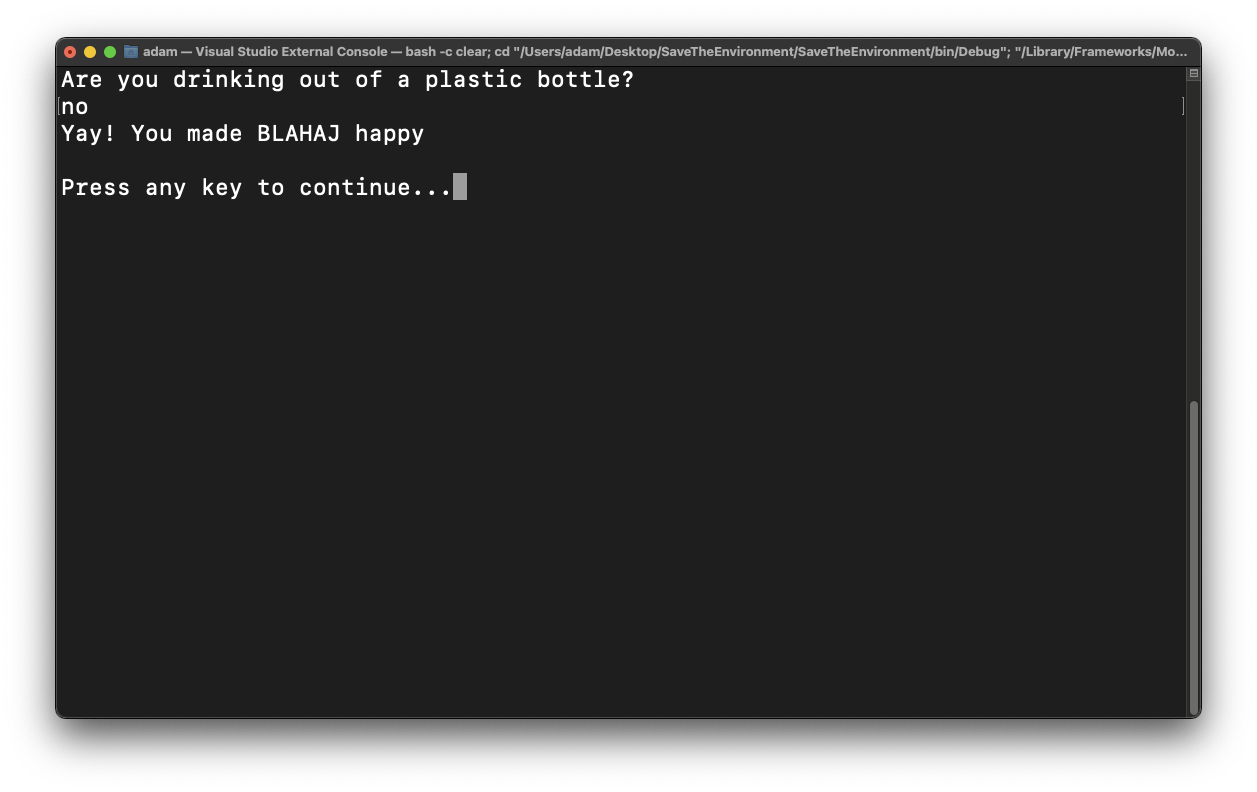 adam — Visual Studio External Console — bash -c clear; cd "/Users/adam/Desktop/SaveTheEnvironment/SaveTheEnvironment/bin/Debug"; "/Library/Frameworks/Mo...
Are you drinking out of a plastic bottle?
[no ]
Yay! You made BLAHAJ happy
Press any key to continue...